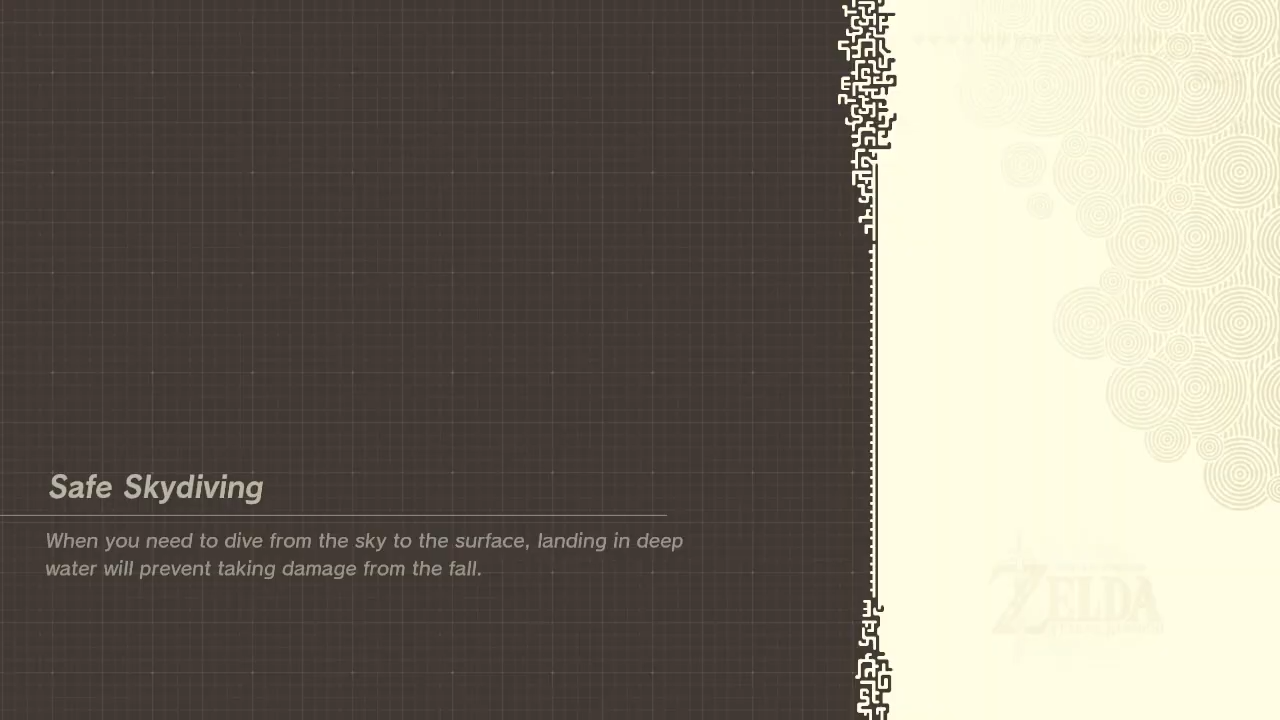 Safe Skydiving
When you need to dive from the sky to the surface, landing in deep
water will prevent taking damage from the fall.
ZELDA